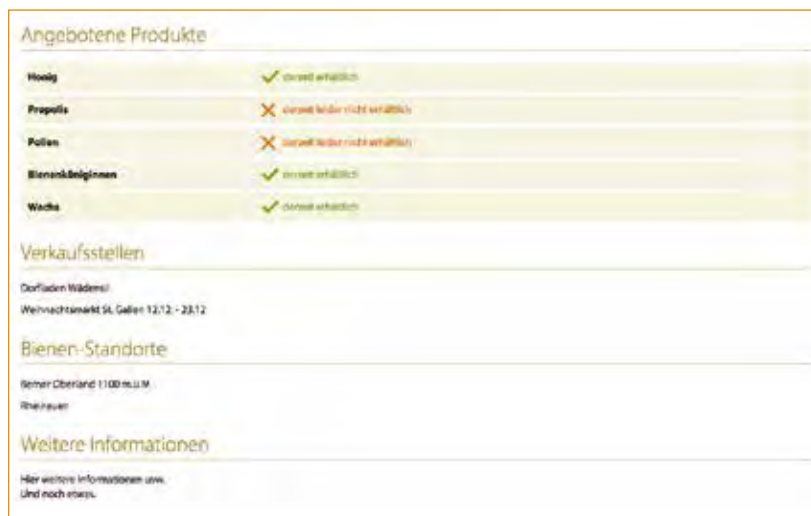 Angebotene Produkte
Honig derzeit erhältlich
Propolis derzeit leider nicht erhältlich
Pollen derzeit leider nicht erhältlich
Bienenköniginnen derzeit erhältlich
Wachs derzeit erhältlich
Verkaufsstellen
Dorfladen
Weihnachtsmarkt St. Gallen 12.12. - 23.12
Bienen-Standorte
Berner Oberland 1100 m.ü.M
Rheinauen
Weitere Informationen
Hier weitere Informationen usw.
Und noch etwas.